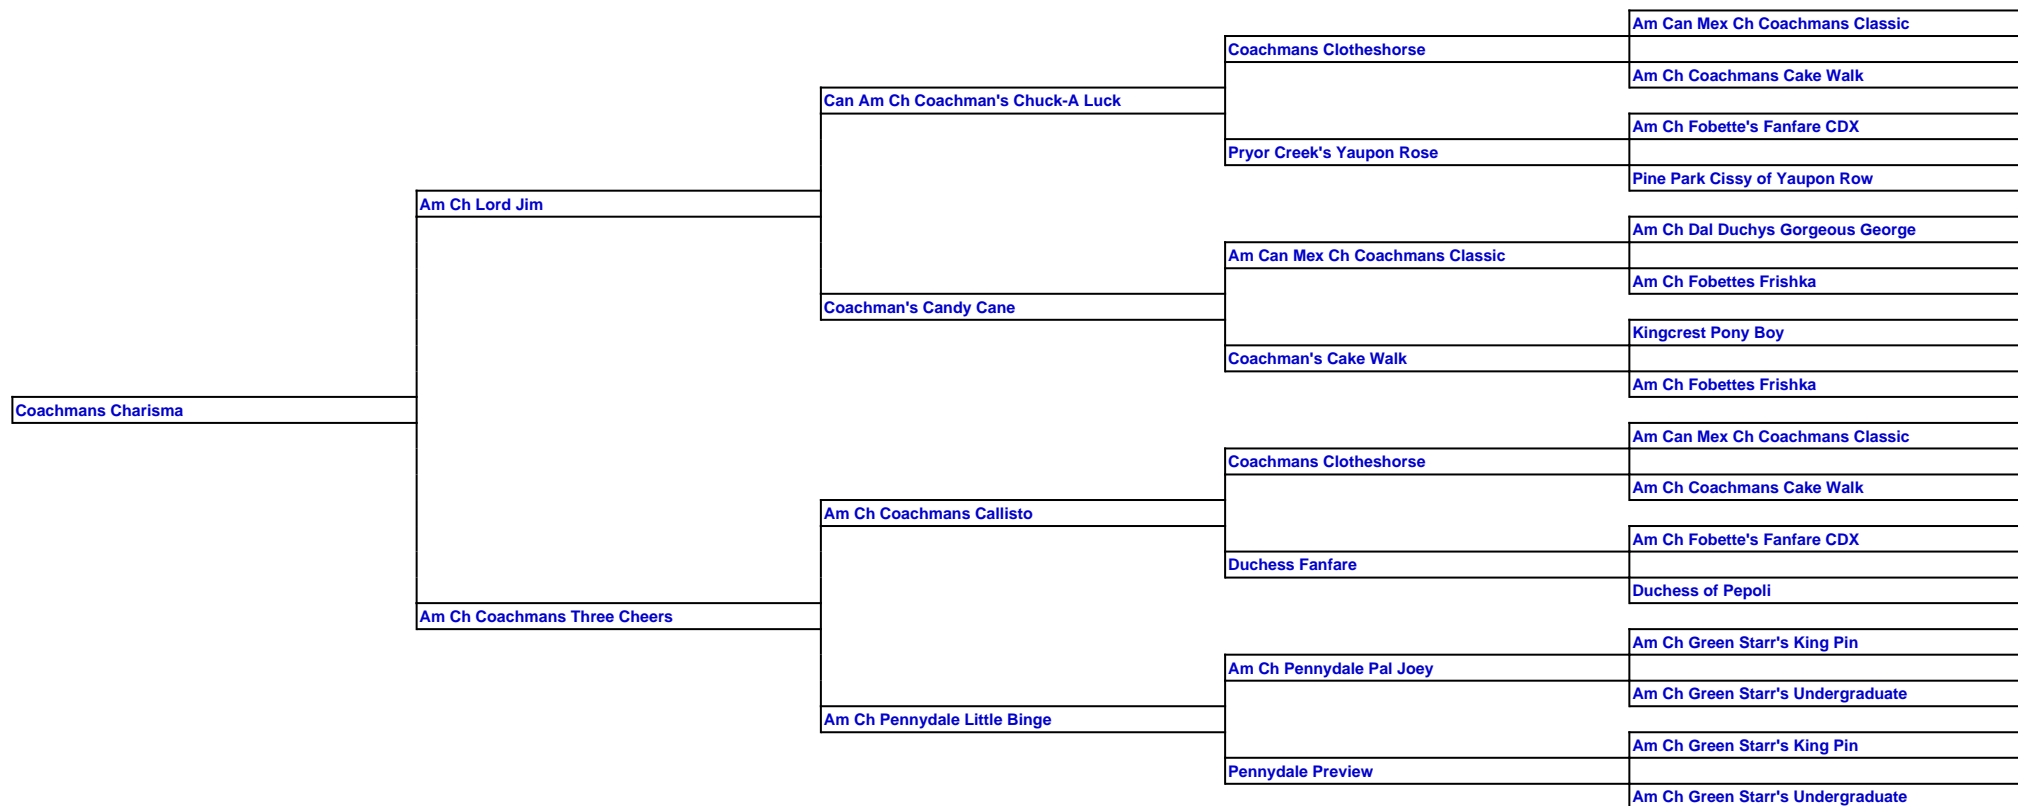 Am Can Mex Ch Coachmans Classic
Coachmans Clotheshorse
Am Ch Coachmans Cake Walk
Can Am Ch Coachman's Chuck-A Luck
Am Ch Fobette's Fanfare CDX
Pryor Creek's Yaupon Rose
Pine Park Cissy of Yaupon Row
Am Ch Lord Jim
Am Ch Dal Duchys Gorgeous George
Am Can Mex Ch Coachmans Classic
Am Ch Fobettes Frishka
Coachman's Candy Cane
Kingcrest Pony Boy
Coachman's Cake Walk
Am Ch Fobettes Frishka
Coachmans Charisma
Am Can Mex Ch Coachmans Classic
Coachmans Clotheshorse
Am Ch Coachmans Cake Walk
Am Ch Coachmans Callisto
Am Ch Fobette's Fanfare CDX
Duchess Fanfare
Duchess of Pepoli
Am Ch Coachmans Three Cheers
Am Ch Green Starr's King Pin
Am Ch Pennydale Pal Joey
Am Ch Green Starr's Undergraduate
Am Ch Pennydale Little Binge
Am Ch Green Starr's King Pin
Pennydale Preview
Am Ch Green Starr's Undergraduate